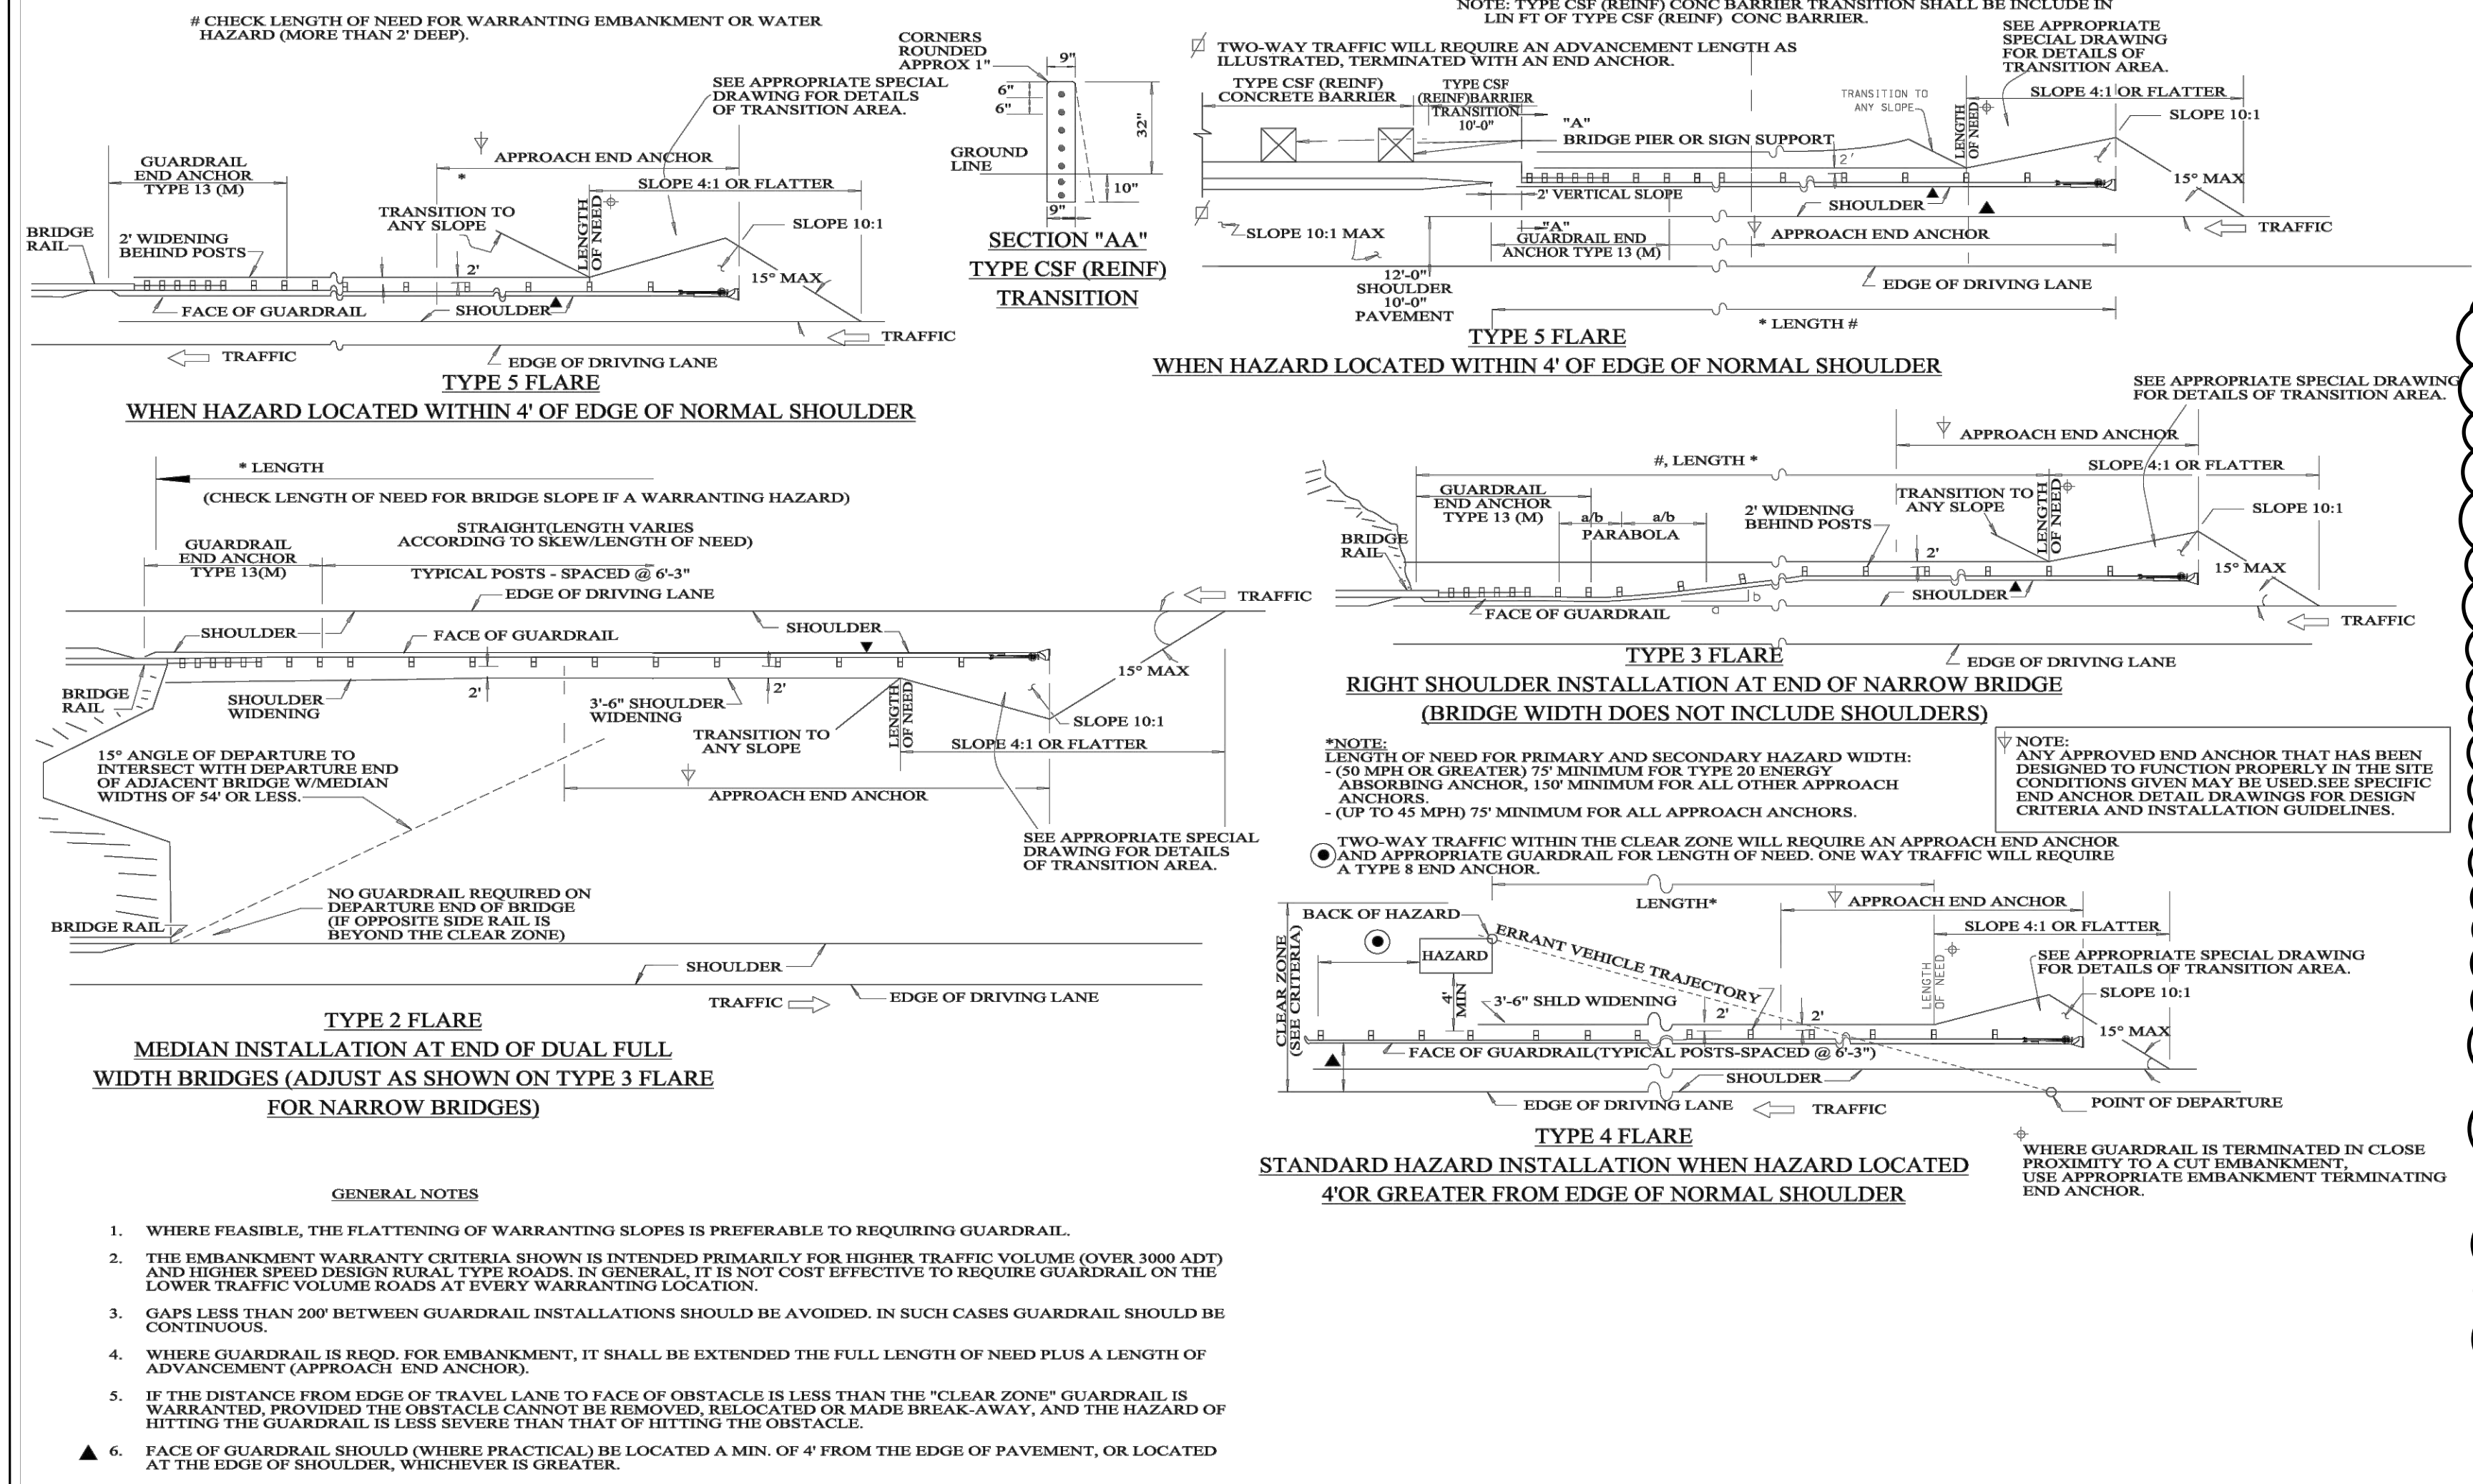 # CHECK LENGTH OF NEED FOR WARRANTING EMBANKMENT OR WATER
HAZARD (MORE THAN 2' DEEP).
SEE APPROPRIATE SPECIAL
DRAWING FOR DETAILS
OF TRANSITION AREA.
GUARDRAIL
END ANCHOR
TYPE 13 (M)
APPROACH END ANCHOR
*
SLOPE 4:1 OR FLATTER
TRANSITION TO
ANY SLOPE
LENGTH
OF NEED
SLOPE 10:1
BRIDGE
RAIL
2' WIDENING
BEHIND POSTS
2'
15° MAX
FACE OF GUARDRAIL
SHOULDER
TRAFFIC
TRAFFIC
EDGE OF DRIVING LANE
TYPE 5 FLARE
WHEN HAZARD LOCATED WITHIN 4' OF EDGE OF NORMAL SHOULDER
CORNERS
ROUNDED
APPROX 1"
9"
6"
6"
32"
GROUND
LINE
10"
9"
SECTION "AA"
TYPE CSF (REINF)
TRANSITION
NOTE: TYPE CSF (REINF) CONC BARRIER TRANSITION SHALL BE INCLUDE IN
LIN FT OF TYPE CSF (REINF) CONC BARRIER.
TWO-WAY TRAFFIC WILL REQUIRE AN ADVANCEMENT LENGTH AS
ILLUSTRATED, TERMINATED WITH AN END ANCHOR.
SEE APPROPRIATE
SPECIAL DRAWING
FOR DETAILS OF
TRANSITION AREA.
TYPE CSF (REINF)
CONCRETE BARRIER
TYPE CSF
(REINF)BARRIER
TRANSITION
10'-0"
"A"
BRIDGE PIER OR SIGN SUPPORT
TRANSITION TO
ANY SLOPE
LENGTH
OF NEED
SLOPE 4:1 OR FLATTER
SLOPE 10:1
2'
2' VERTICAL SLOPE
15° MAX
SHOULDER
TRAFFIC
SLOPE 10:1 MAX
"A"
GUARDRAIL END
ANCHOR TYPE 13 (M)
APPROACH END ANCHOR
12'-0"
SHOULDER
10'-0"
PAVEMENT
EDGE OF DRIVING LANE
* LENGTH #
TYPE 5 FLARE
WHEN HAZARD LOCATED WITHIN 4' OF EDGE OF NORMAL SHOULDER
* LENGTH
(CHECK LENGTH OF NEED FOR BRIDGE SLOPE IF A WARRANTING HAZARD)
STRAIGHT(LENGTH VARIES
ACCORDING TO SKEW/LENGTH OF NEED)
GUARDRAIL
END ANCHOR
TYPE 13(M)
TYPICAL POSTS - SPACED @ 6'-3"
EDGE OF DRIVING LANE
TRAFFIC
SHOULDER
FACE OF GUARDRAIL
SHOULDER
15° MAX
BRIDGE
RAIL
SHOULDER
WIDENING
2'
3'-6" SHOULDER
WIDENING
2'
LENGTH
OF NEED
SLOPE 10:1
TRANSITION TO
ANY SLOPE
SLOPE 4:1 OR FLATTER
15° ANGLE OF DEPARTURE TO
INTERSECT WITH DEPARTURE END
OF ADJACENT BRIDGE W/MEDIAN
WIDTHS OF 54' OR LESS.
APPROACH END ANCHOR
SEE APPROPRIATE SPECIAL
DRAWING FOR DETAILS
OF TRANSITION AREA.
NO GUARDRAIL REQUIRED ON
DEPARTURE END OF BRIDGE
(IF OPPOSITE SIDE RAIL IS
BEYOND THE CLEAR ZONE)
BRIDGE RAIL
SHOULDER
TRAFFIC
EDGE OF DRIVING LANE
TYPE 2 FLARE
MEDIAN INSTALLATION AT END OF DUAL FULL
WIDTH BRIDGES (ADJUST AS SHOWN ON TYPE 3 FLARE
FOR NARROW BRIDGES)
SEE APPROPRIATE SPECIAL DRAWING
FOR DETAILS OF TRANSITION AREA.
APPROACH END ANCHOR
#, LENGTH *
SLOPE 4:1 OR FLATTER
GUARDRAIL
END ANCHOR
TYPE 13 (M)
a/b
a/b
PARABOLA
2' WIDENING
BEHIND POSTS
TRANSITION TO
ANY SLOPE
LENGTH
OF NEED
SLOPE 10:1
BRIDGE
RAIL
2'
15° MAX
b
a
FACE OF GUARDRAIL
SHOULDER
TRAFFIC
EDGE OF DRIVING LANE
TYPE 3 FLARE
RIGHT SHOULDER INSTALLATION AT END OF NARROW BRIDGE
(BRIDGE WIDTH DOES NOT INCLUDE SHOULDERS)
*NOTE:
LENGTH OF NEED FOR PRIMARY AND SECONDARY HAZARD WIDTH:
- (50 MPH OR GREATER) 75' MINIMUM FOR TYPE 20 ENERGY
ABSORBING ANCHOR, 150' MINIMUM FOR ALL OTHER APPROACH
ANCHORS.
- (UP TO 45 MPH) 75' MINIMUM FOR ALL APPROACH ANCHORS.
NOTE:
ANY APPROVED END ANCHOR THAT HAS BEEN
DESIGNED TO FUNCTION PROPERLY IN THE SITE
CONDITIONS GIVEN MAY BE USED.SEE SPECIFIC
END ANCHOR DETAIL DRAWINGS FOR DESIGN
CRITERIA AND INSTALLATION GUIDELINES.
TWO-WAY TRAFFIC WITHIN THE CLEAR ZONE WILL REQUIRE AN APPROACH END ANCHOR
AND APPROPRIATE GUARDRAIL FOR LENGTH OF NEED. ONE WAY TRAFFIC WILL REQUIRE
A TYPE 8 END ANCHOR.
LENGTH*
APPROACH END ANCHOR
BACK OF HAZARD
SLOPE 4:1 OR FLATTER
CLEAR ZONE
(SEE CRITERIA)
HAZARD
ERRANT VEHICLE TRAJECTORY
LENGTH
OF NEED
SEE APPROPRIATE SPECIAL DRAWING
FOR DETAILS OF TRANSITION AREA.
SLOPE 10:1
4'
MIN
3'-6" SHLD WIDENING
2'
2'
15° MAX
FACE OF GUARDRAIL(TYPICAL POSTS-SPACED @ 6'-3")
SHOULDER
EDGE OF DRIVING LANE
TRAFFIC
POINT OF DEPARTURE
TYPE 4 FLARE
STANDARD HAZARD INSTALLATION WHEN HAZARD LOCATED
4'OR GREATER FROM EDGE OF NORMAL SHOULDER
WHERE GUARDRAIL IS TERMINATED IN CLOSE
PROXIMITY TO A CUT EMBANKMENT,
USE APPROPRIATE EMBANKMENT TERMINATING
END ANCHOR.
GENERAL NOTES
1. WHERE FEASIBLE, THE FLATTENING OF WARRANTING SLOPES IS PREFERABLE TO REQUIRING GUARDRAIL.
2. THE EMBANKMENT WARRANTY CRITERIA SHOWN IS INTENDED PRIMARILY FOR HIGHER TRAFFIC VOLUME (OVER 3000 ADT)
AND HIGHER SPEED DESIGN RURAL TYPE ROADS. IN GENERAL, IT IS NOT COST EFFECTIVE TO REQUIRE GUARDRAIL ON THE
LOWER TRAFFIC VOLUME ROADS AT EVERY WARRANTING LOCATION.
3. GAPS LESS THAN 200' BETWEEN GUARDRAIL INSTALLATIONS SHOULD BE AVOIDED. IN SUCH CASES GUARDRAIL SHOULD BE
CONTINUOUS.
4. WHERE GUARDRAIL IS REQD. FOR EMBANKMENT, IT SHALL BE EXTENDED THE FULL LENGTH OF NEED PLUS A LENGTH OF
ADVANCEMENT (APPROACH END ANCHOR).
5. IF THE DISTANCE FROM EDGE OF TRAVEL LANE TO FACE OF OBSTACLE IS LESS THAN THE "CLEAR ZONE" GUARDRAIL IS
WARRANTED, PROVIDED THE OBSTACLE CANNOT BE REMOVED, RELOCATED OR MADE BREAK-AWAY, AND THE HAZARD OF
HITTING THE GUARDRAIL IS LESS SEVERE THAN THAT OF HITTING THE OBSTACLE.
6. FACE OF GUARDRAIL SHOULD (WHERE PRACTICAL) BE LOCATED A MIN. OF 4' FROM THE EDGE OF PAVEMENT, OR LOCATED
AT THE EDGE OF SHOULDER, WHICHEVER IS GREATER.